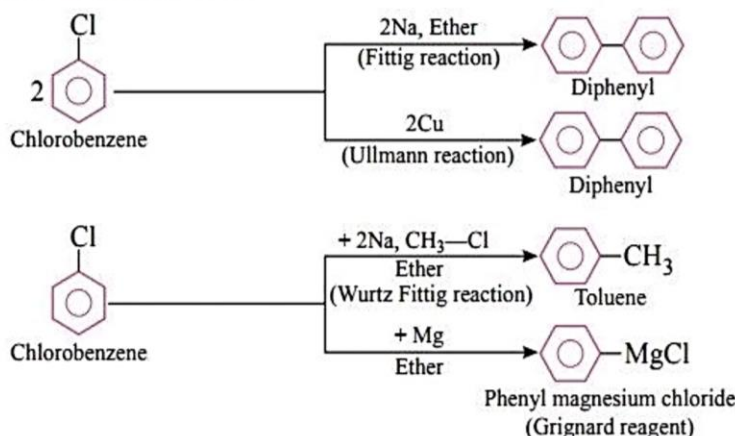 Cl
2
Chlorobenzene
2Na, Ether
(Fittig reaction)
Diphenyl
2Cu
(Ullmann reaction)
Diphenyl
Cl
Chlorobenzene
+ 2Na, CH₃—Cl
Ether
(Wurtz Fittig reaction)
CH₃
Toluene
+ Mg
Ether
MgCl
Phenyl magnesium chloride
(Grignard reagent)